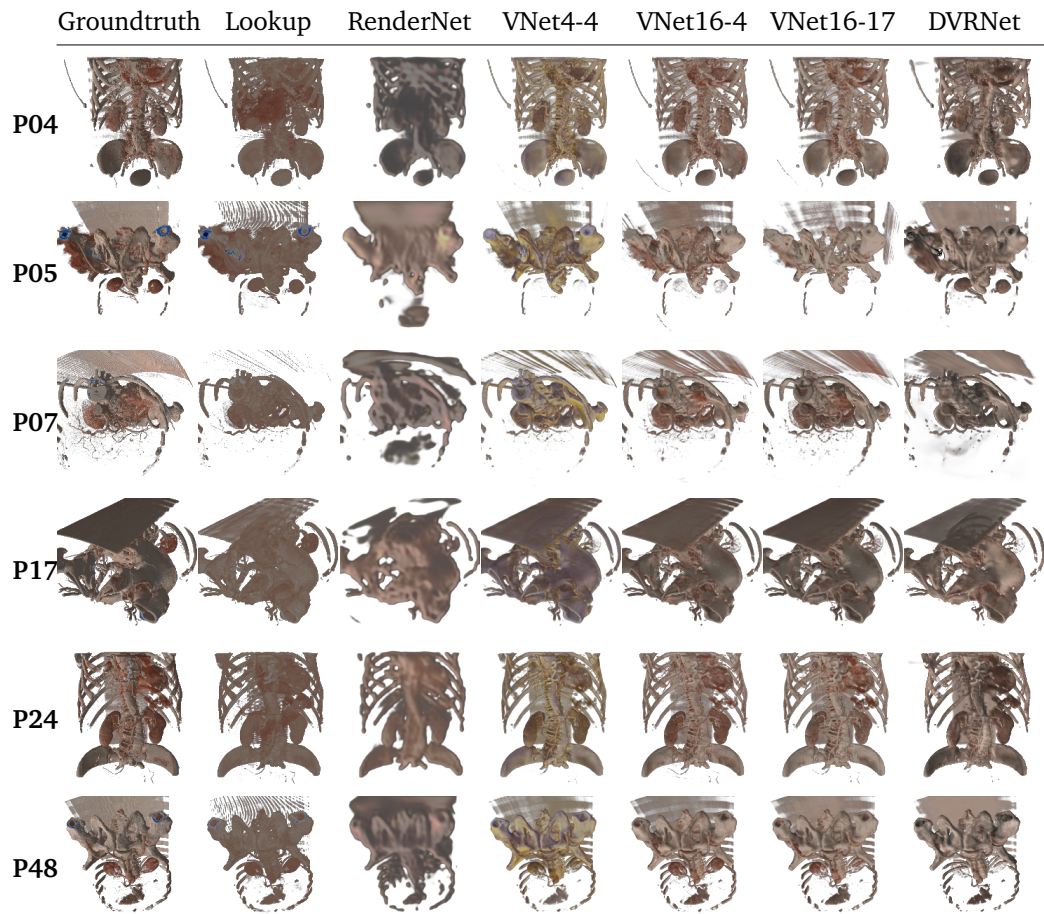 Groundtruth Lookup RenderNet VNet4-4 VNet16-4 VNet16-17 DVRNet
P04
P05
P07
P17
P24
P48